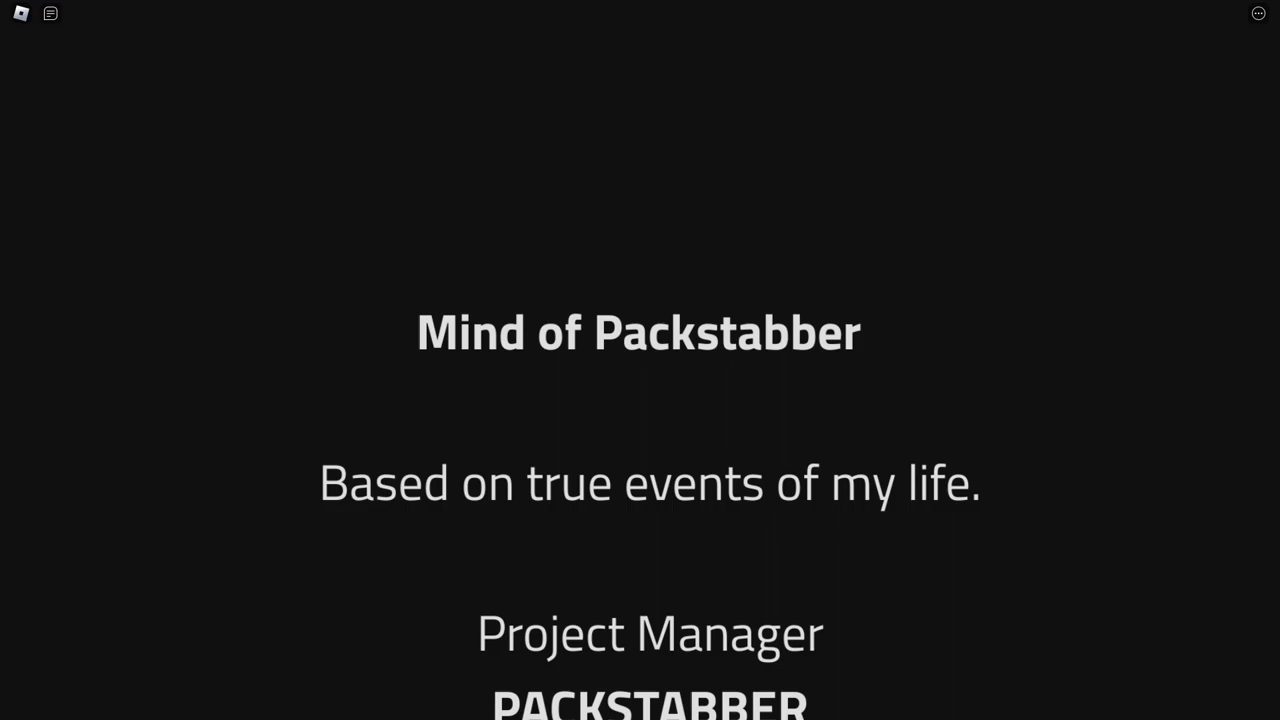 Mind of Packstabber
Based on true events of my life.
Project Manager
PACKSTABBER